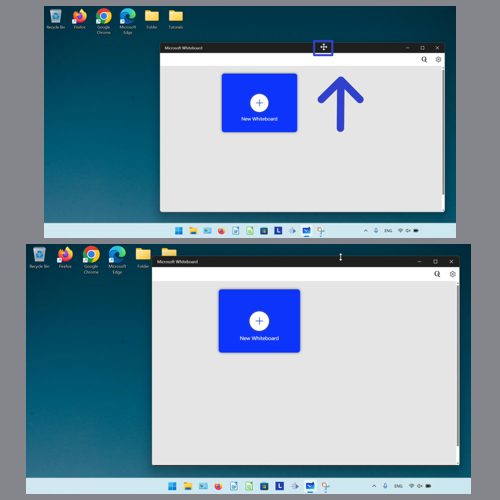 Recycle Bin
Firefox
Google Chrome
Microsoft Edge
Folder
Tutorials
Microsoft Whiteboard
New Whiteboard
ENG
Recycle Bin
Firefox
Google Chrome
Microsoft Edge
Folder
Microsoft Whiteboard
New Whiteboard
ENG